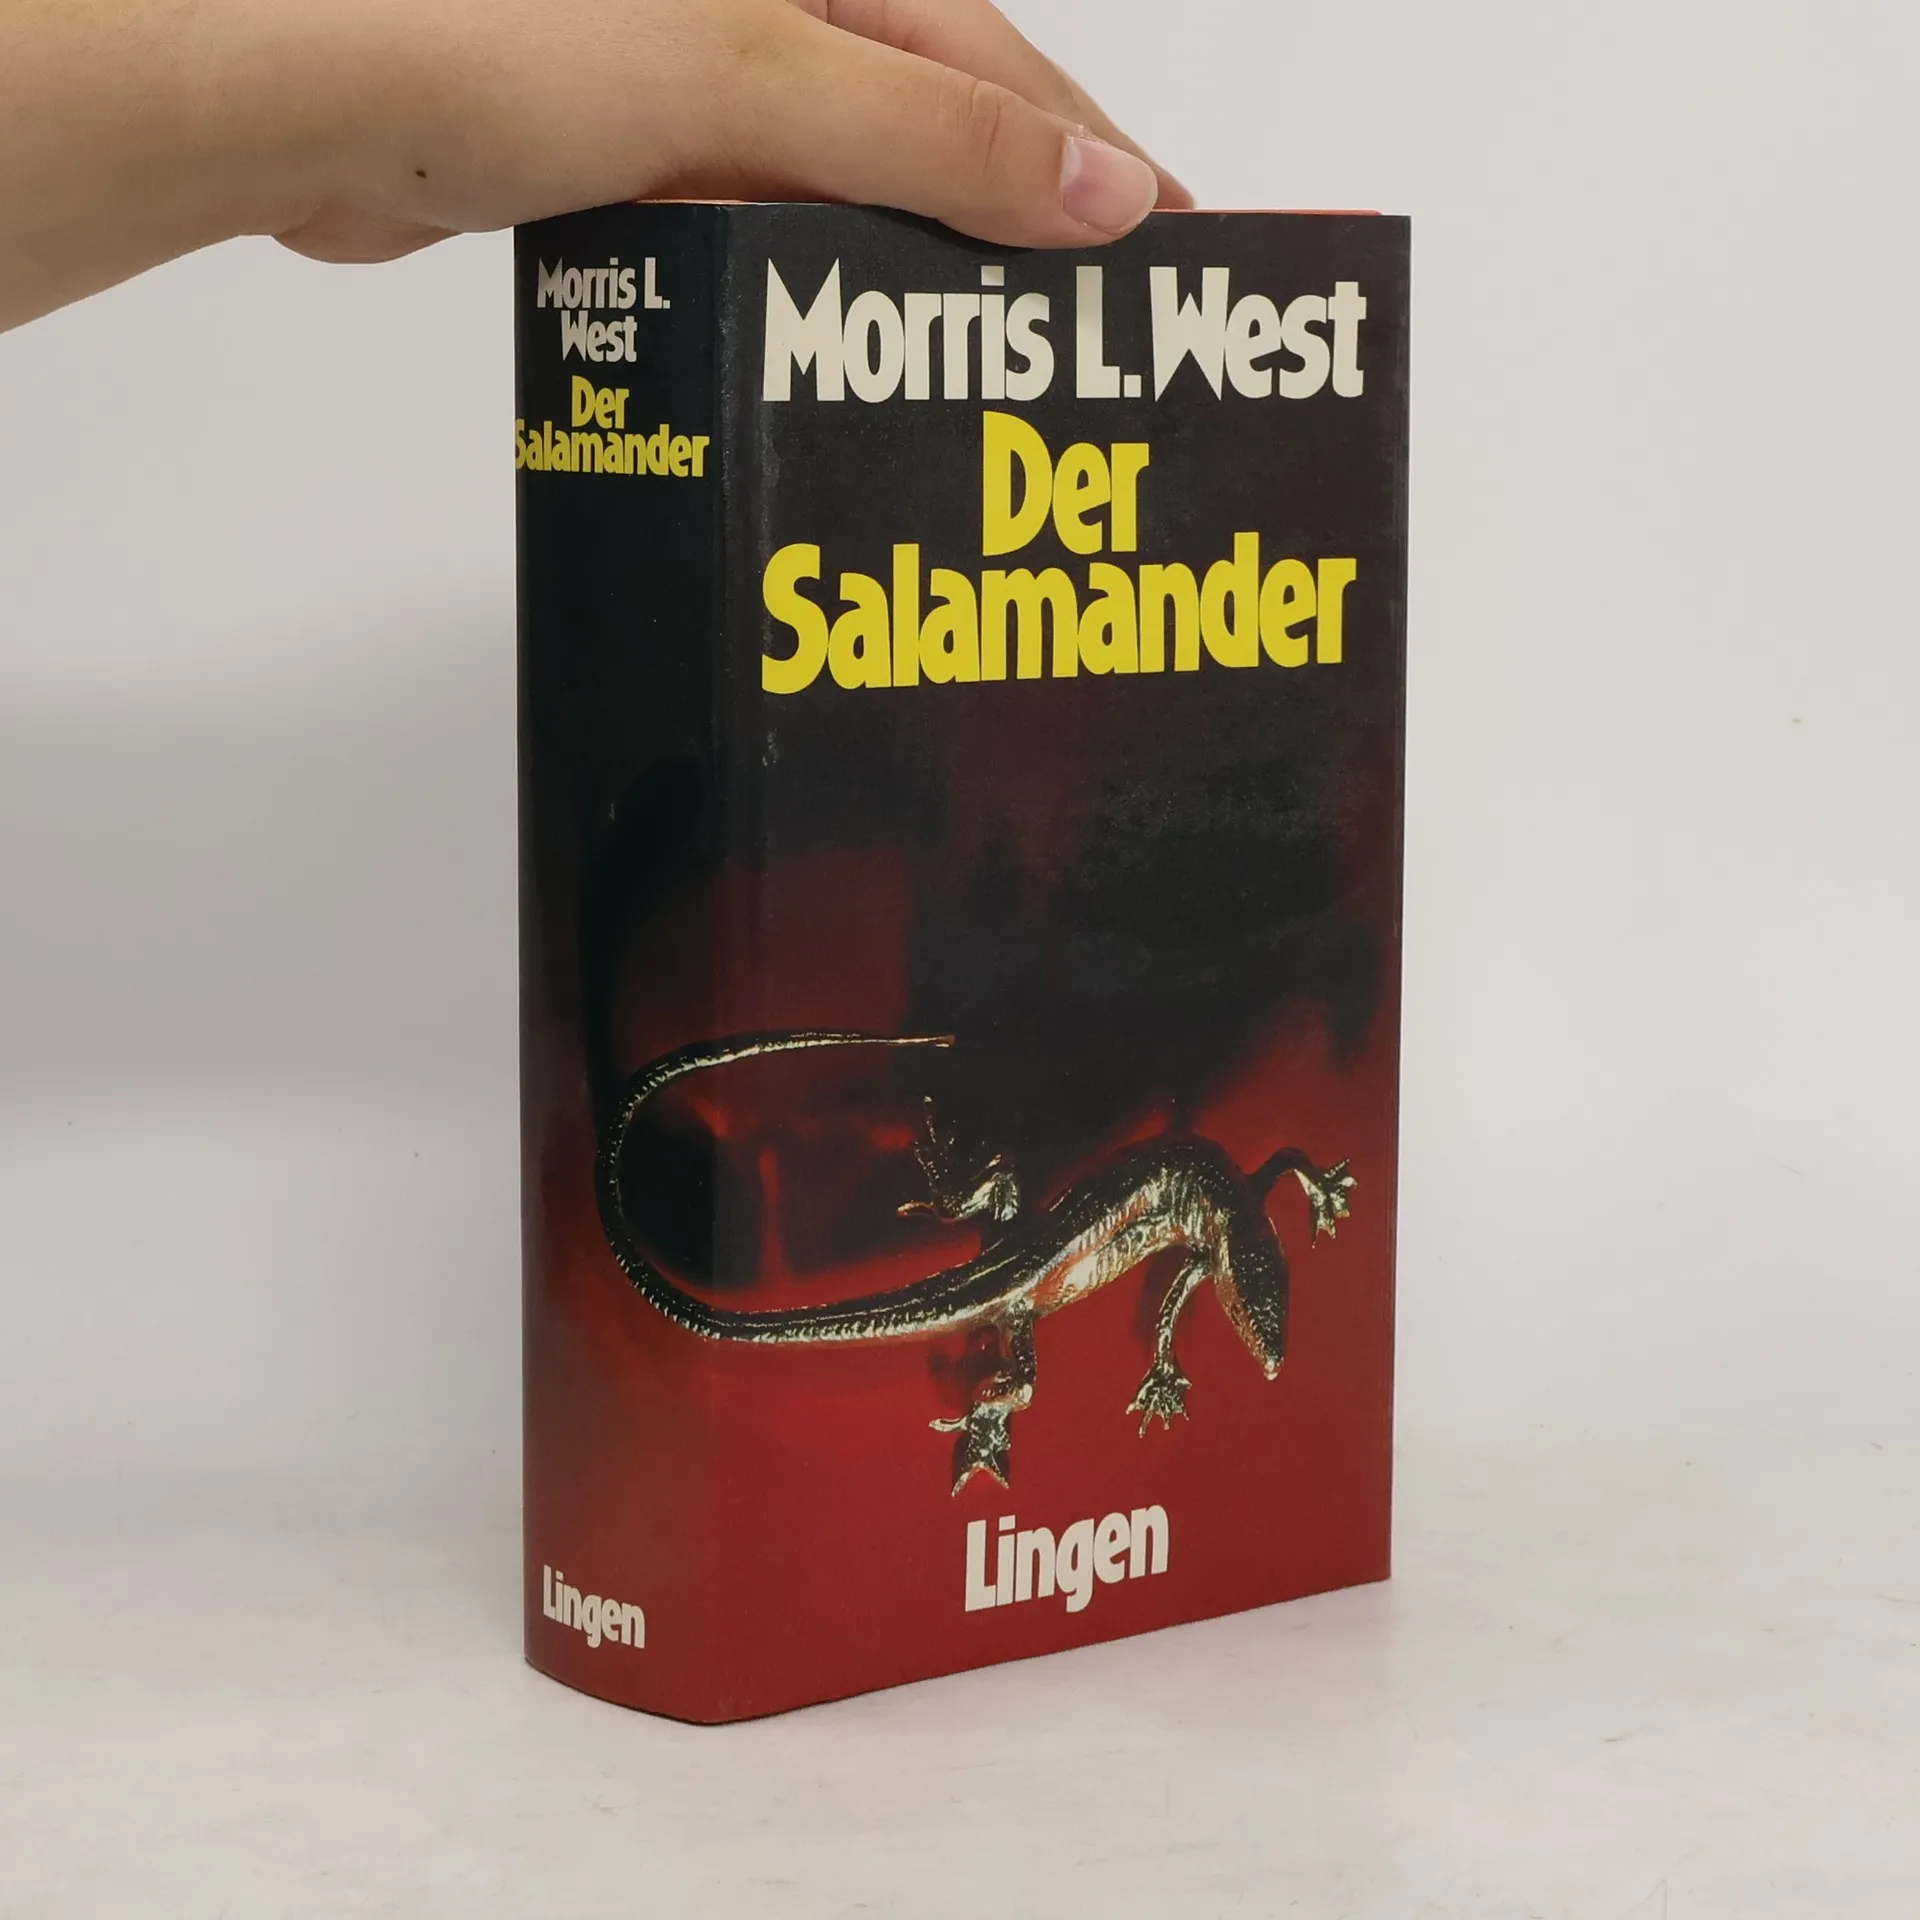 Morris L.
West
Der
Salamander
Lingen
Morris L. West
Der
Salamander
Lingen